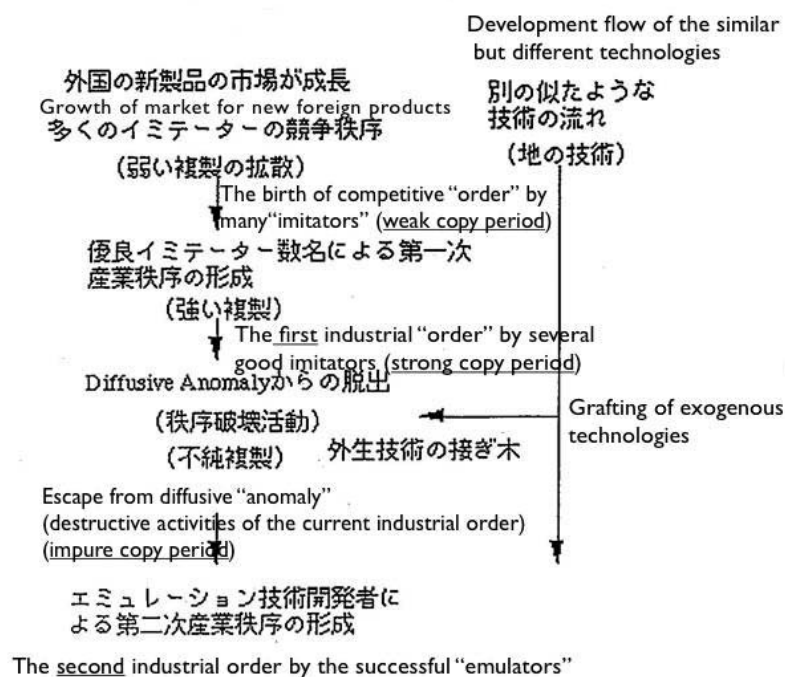 Development flow of the similar
but different technologies
外国の新製品の市場が成長
Growth of market for new foreign products
多くのイミテーターの競争秩序
(弱い複製の拡散)
別の似たような
技術の流れ
(地の技術)
The birth of competitive “order” by
many“imitators” (weak copy period)
優良イミテーター数名による第一次
産業秩序の形成
(強い複製)
The first industrial “order” by several
good imitators (strong copy period)
Diffusive Anomalyからの脱出
(秩序破壊活動)
(不純複製)
外生技術の接ぎ木
Grafting of exogenous
technologies
Escape from diffusive “anomaly”
(destructive activities of the current industrial order)
(impure copy period)
エミュレーション技術開発者に
よる第二次産業秩序の形成
The second industrial order by the successful “emulators”